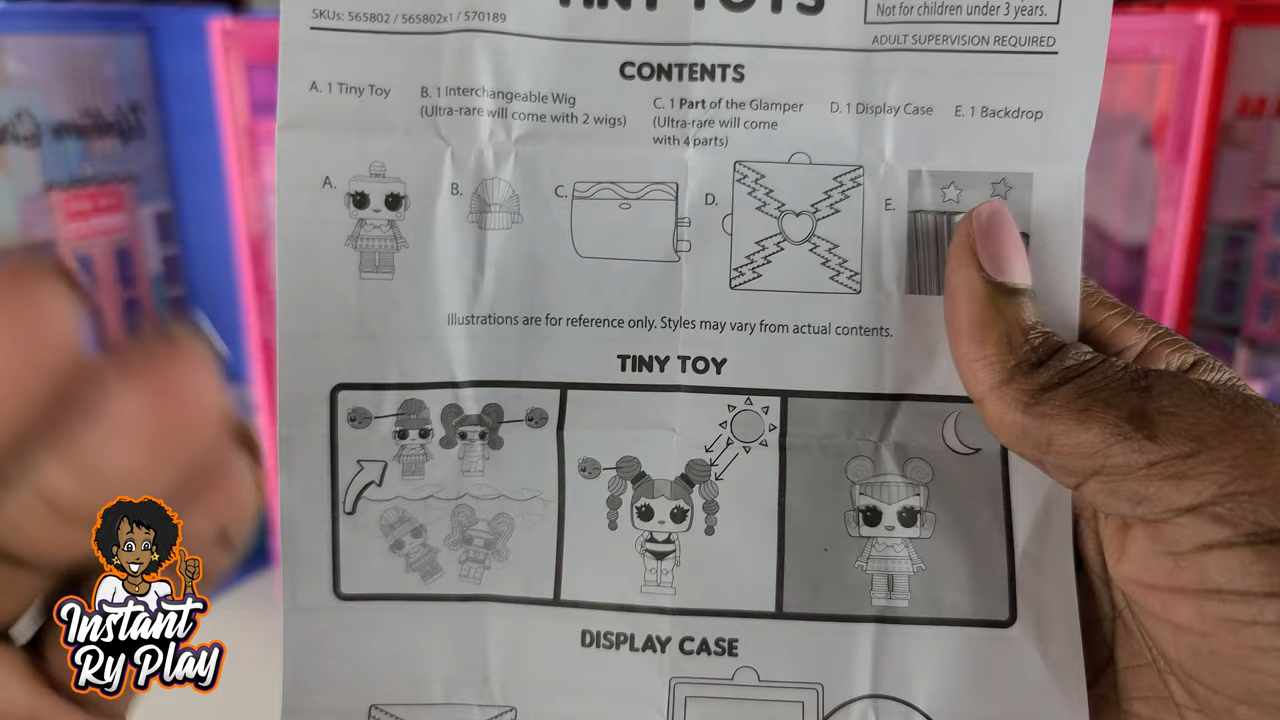 TINY TOYS
SKUs: 565802 / 565802x1 / 570189
Not for children under 3 years.
ADULT SUPERVISION REQUIRED
CONTENTS
A. 1 Tiny Toy
B. 1 Interchangeable Wig
(Ultra-rare will come with 2 wigs)
C. 1 Part of the Glamper
(Ultra-rare will come
with 4 parts)
D. 1 Display Case
E. 1 Backdrop
A.
B.
C.
D.
E.
Illustrations are for reference only. Styles may vary from actual contents.
TINY TOY
DISPLAY CASE
Instant
Ry Play